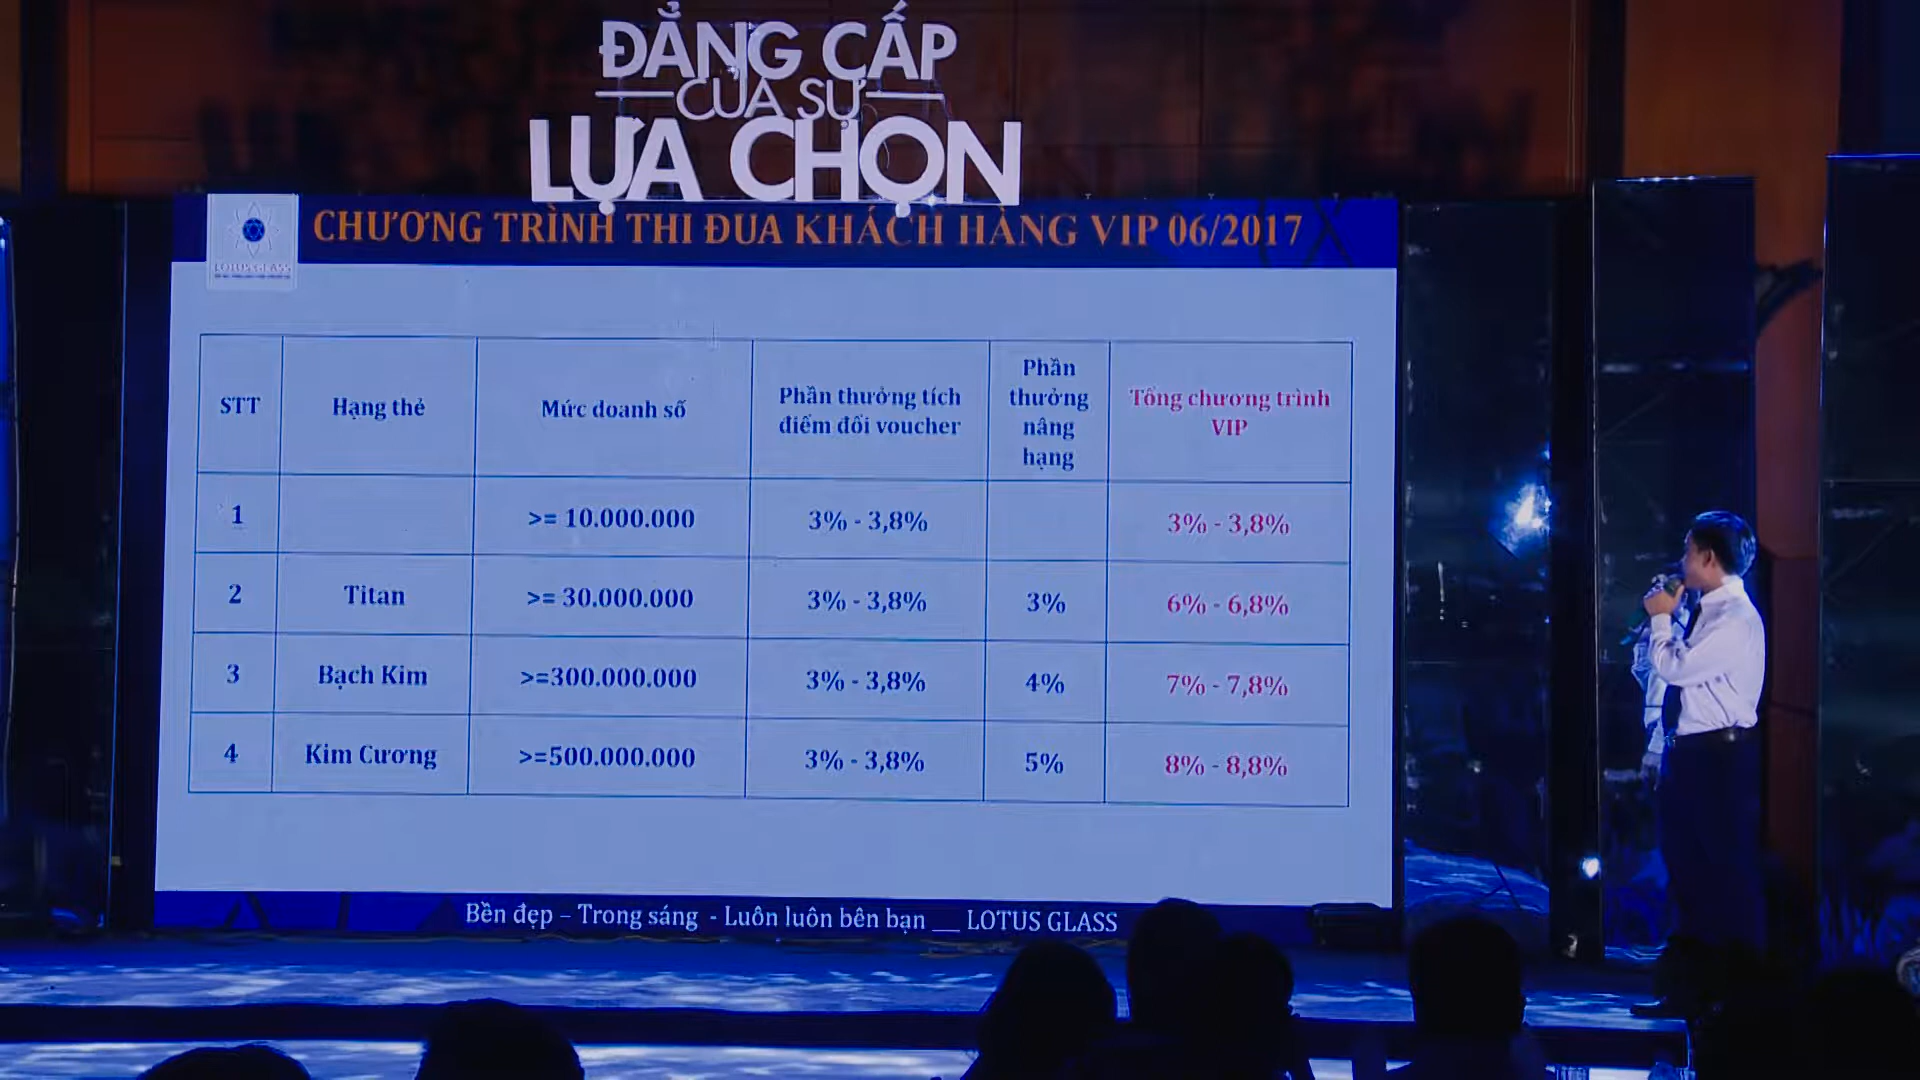 ĐẲNG CẤP
CỦA SỰ
LỰA CHỌN
LOTUS GLASS
CHƯƠNG TRÌNH THI ĐUA KHÁCH HÀNG VIP 06/2017
STT
Hạng thẻ
Mức doanh số
Phần thưởng tích
điểm đổi voucher
Phần
thưởng
nâng
hạng
Tổng chương trình
VIP
1
>= 10.000.000
3% - 3,8%
3% - 3,8%
2
Titan
>= 30.000.000
3% - 3,8%
3%
6% - 6,8%
3
Bạch Kim
>=300.000.000
3% - 3,8%
4%
7% - 7,8%
4
Kim Cương
>=500.000.000
3% - 3,8%
5%
8% - 8,8%
Bền đẹp – Trong sáng - Luôn luôn bên bạn __ LOTUS GLASS